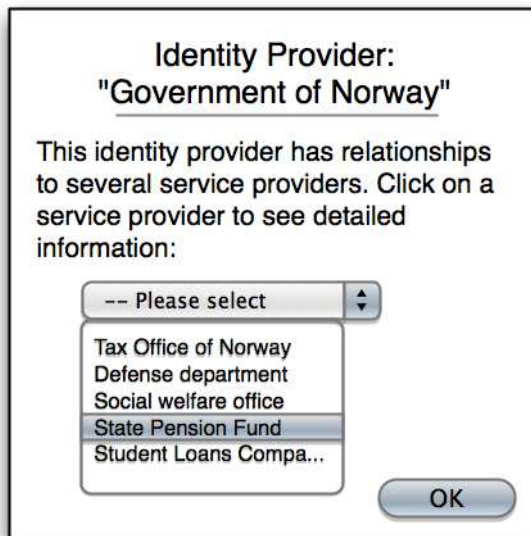 Identity Provider:
"Government of Norway"
This identity provider has relationships
to several service providers. Click on a
service provider to see detailed
information:
-- Please select
Tax Office of Norway
Defense department
Social welfare office
State Pension Fund
Student Loans Compa...
OK